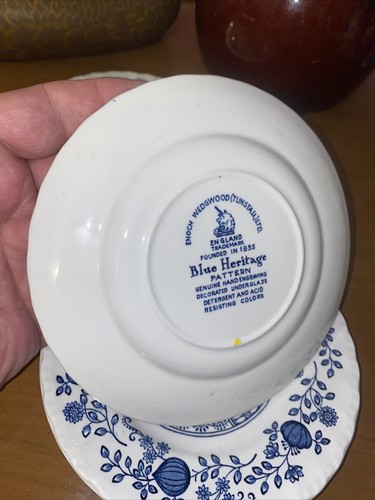 ENOCH WEDGWOOD (TUNSTALL) LTD.
ENGLAND
TRADEMARK
FOUNDED IN 1835
Blue Heritage
PATTERN
GENUINE HAND ENGRAVING
DECORATED UNDERGLAZE
DETERGENT AND ACID
RESISTING COLORS